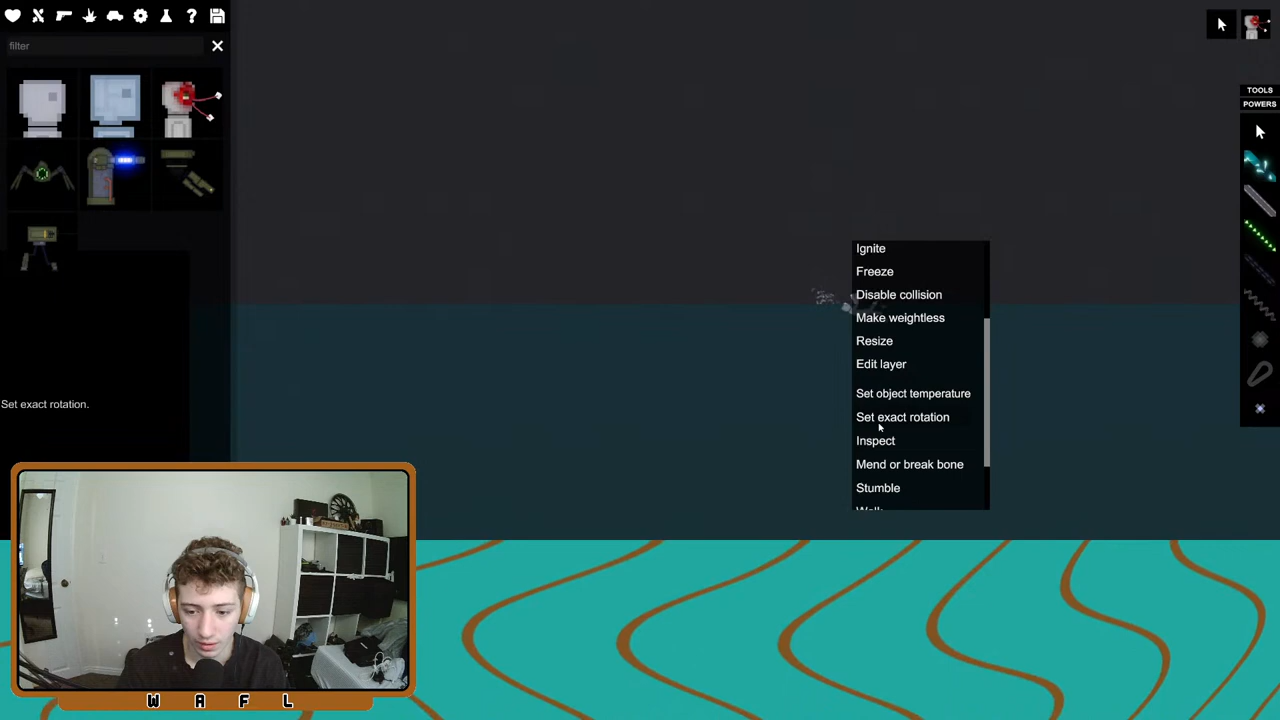 filter
TOOLS
POWERS
Ignite
Freeze
Disable collision
Make weightless
Resize
Edit layer
Set object temperature
Set exact rotation
Inspect
Mend or break bone
Stumble
Walk
Set exact rotation.
W A F L